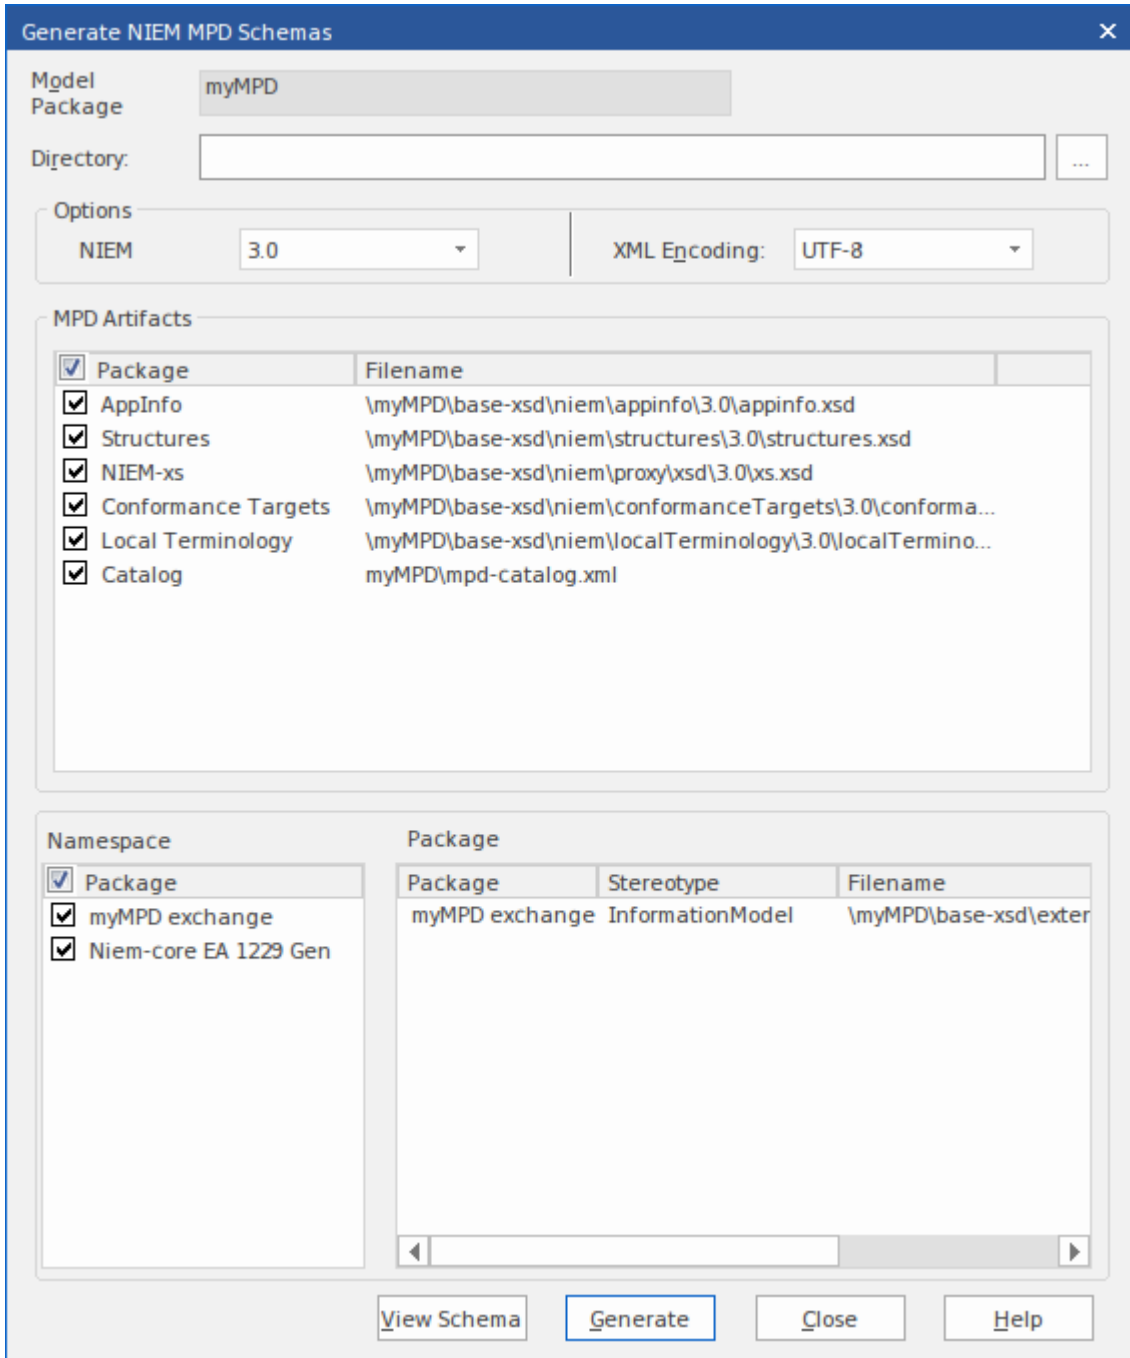 Generate NIEM MPD Schemas
Model Package
myMPD
Directory:
...
Options
NIEM
3.0
XML Encoding:
UTF-8
MPD Artifacts
Package Filename
AppInfo \myMPD\base-xsd\niem\appinfo\3.0\appinfo.xsd
Structures \myMPD\base-xsd\niem\structures\3.0\structures.xsd
NIEM-xs \myMPD\base-xsd\niem\proxy\xsd\3.0\xs.xsd
Conformance Targets \myMPD\base-xsd\niem\conformanceTargets\3.0\conforma...
Local Terminology \myMPD\base-xsd\niem\localTerminology\3.0\localTermino...
Catalog myMPD\mpd-catalog.xml
Namespace
Package
myMPD exchange
Niem-core EA 1229 Gen
Package
Package Stereotype Filename
myMPD exchange InformationModel \myMPD\base-xsd\exter
View Schema
Generate
Close
Help